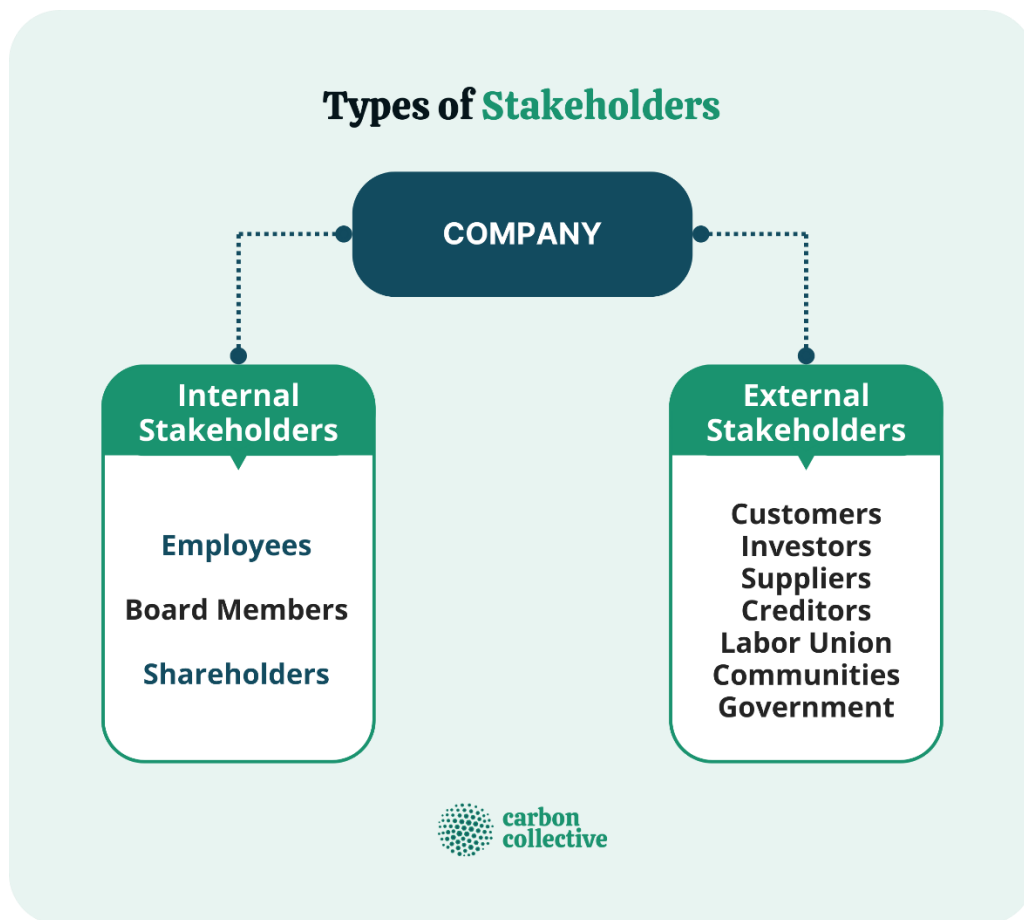 Types of Stakeholders
COMPANY
Internal
Stakeholders
Employees
Board Members
Shareholders
External
Stakeholders
Customers
Investors
Suppliers
Creditors
Labor Union
Communities
Government
carbon
collective